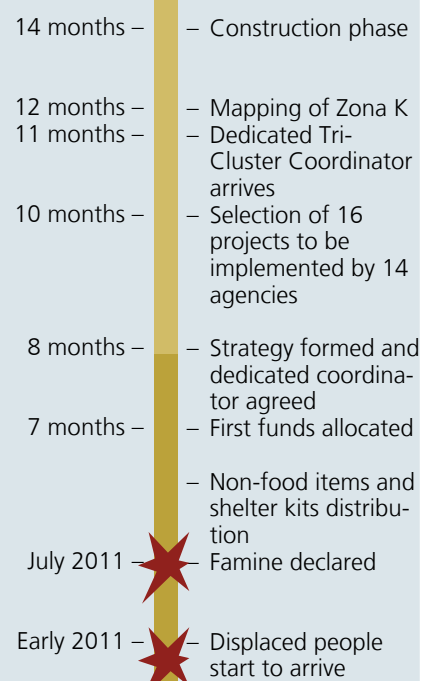 14 months – – Construction phase
12 months – – Mapping of Zona K
11 months – – Dedicated Tri-
Cluster Coordinator
arrives
10 months – – Selection of 16
projects to be
implemented by 14
agencies
8 months – – Strategy formed and
dedicated coordina-
tor agreed
7 months – – First funds allocated
– Non-food items and
shelter kits distribu-
tion
July 2011 – – Famine declared
Early 2011 – – Displaced people
start to arrive